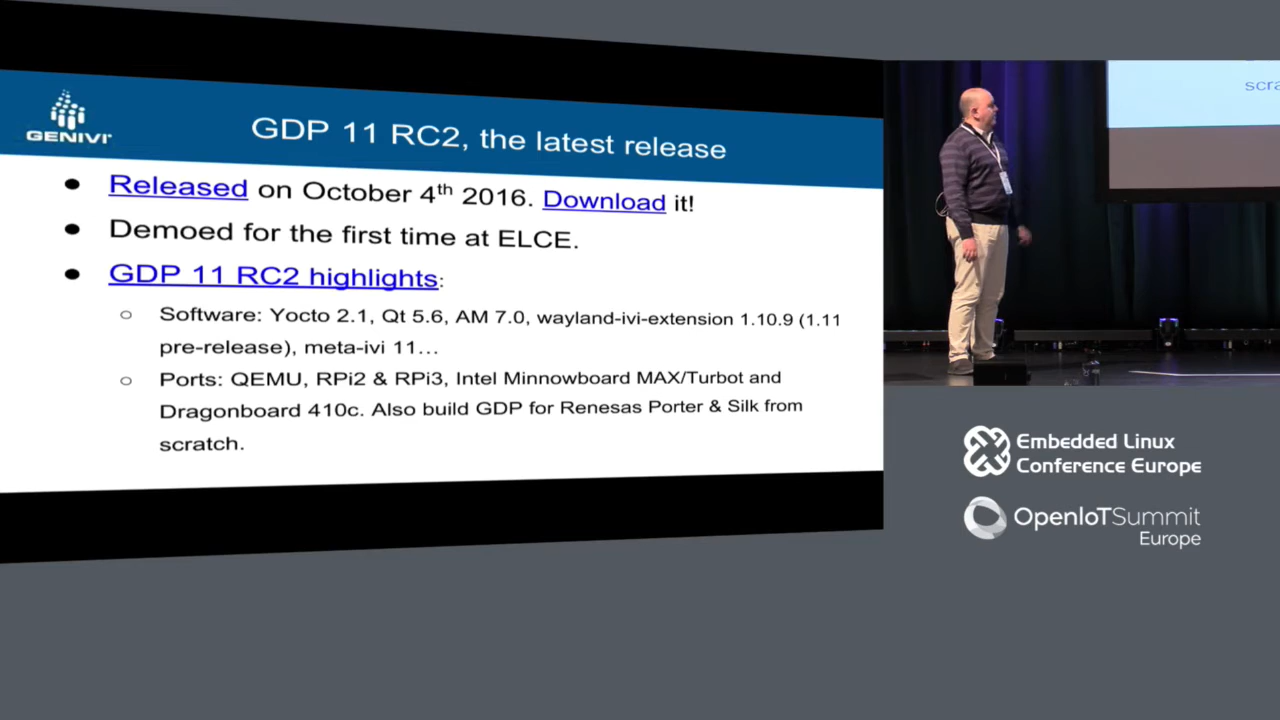 GENIVI
GDP 11 RC2, the latest release
● Released on October 4th 2016. Download it!
● Demoed for the first time at ELCE.
● GDP 11 RC2 highlights:
○ Software: Yocto 2.1, Qt 5.6, AM 7.0, wayland-ivi-extension 1.10.9 (1.11
pre-release), meta-ivi 11…
○ Ports: QEMU, RPi2 & RPi3, Intel Minnowboard MAX/Turbot and
Dragonboard 410c. Also build GDP for Renesas Porter & Silk from
scratch.
scra
Embedded Linux
Conference Europe
OpenIoTSummit
Europe